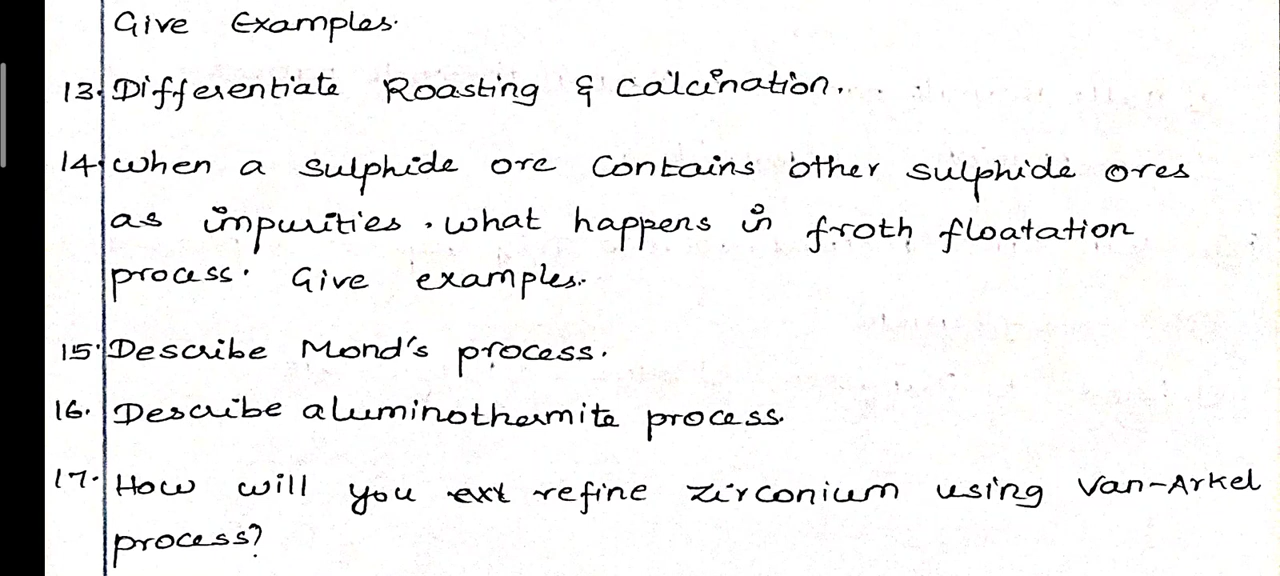 Give Examples.
13. Differentiate Roasting & Calcination.
14. When a sulphide ore contains other sulphide ores
as impurities. what happens in froth floatation
process. Give examples.
15. Describe Mond's process.
16. Describe aluminothermite process.
17. How will you ext refine zirconium using Van-Arkel
process?